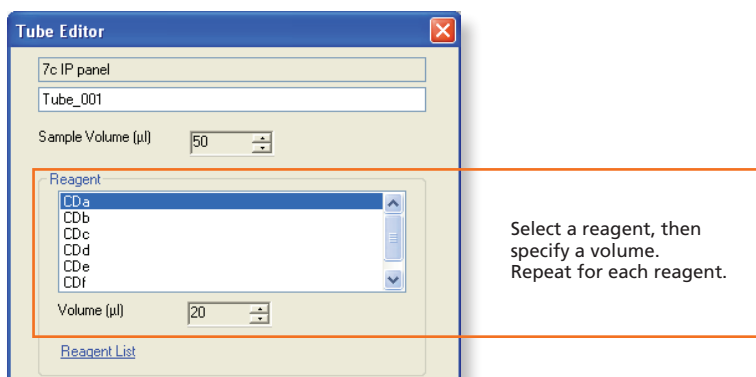 Tube Editor
7c IP panel
Tube_001
Sample Volume (µl) 50
Reagent
CDa
CDb
CDc
CDd
CDe
CDf
Volume (µl) 20
Reagent List
Select a reagent, then
specify a volume.
Repeat for each reagent.